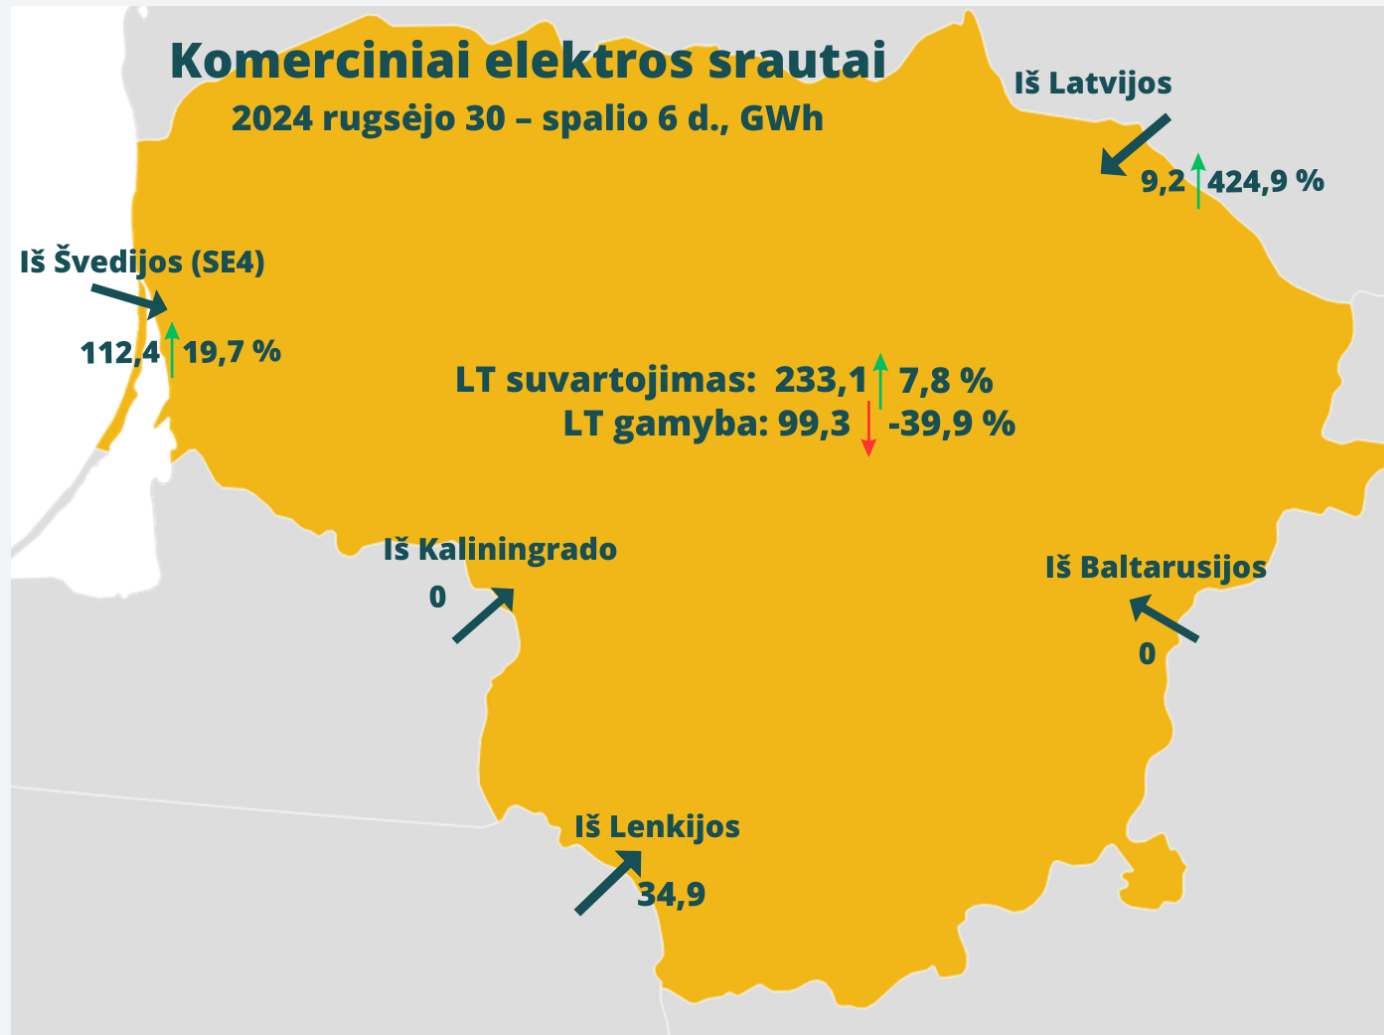 Komerciniai elektros srautai
2024 rugsėjo 30 – spalio 6 d., GWh
Iš Latvijos
9,2 424,9 %
Iš Švedijos (SE4)
112,4 19,7 %
LT suvartojimas: 233,1 7,8 %
LT gamyba: 99,3 -39,9 %
Iš Kaliningrado
0
Iš Baltarusijos
0
Iš Lenkijos
34,9